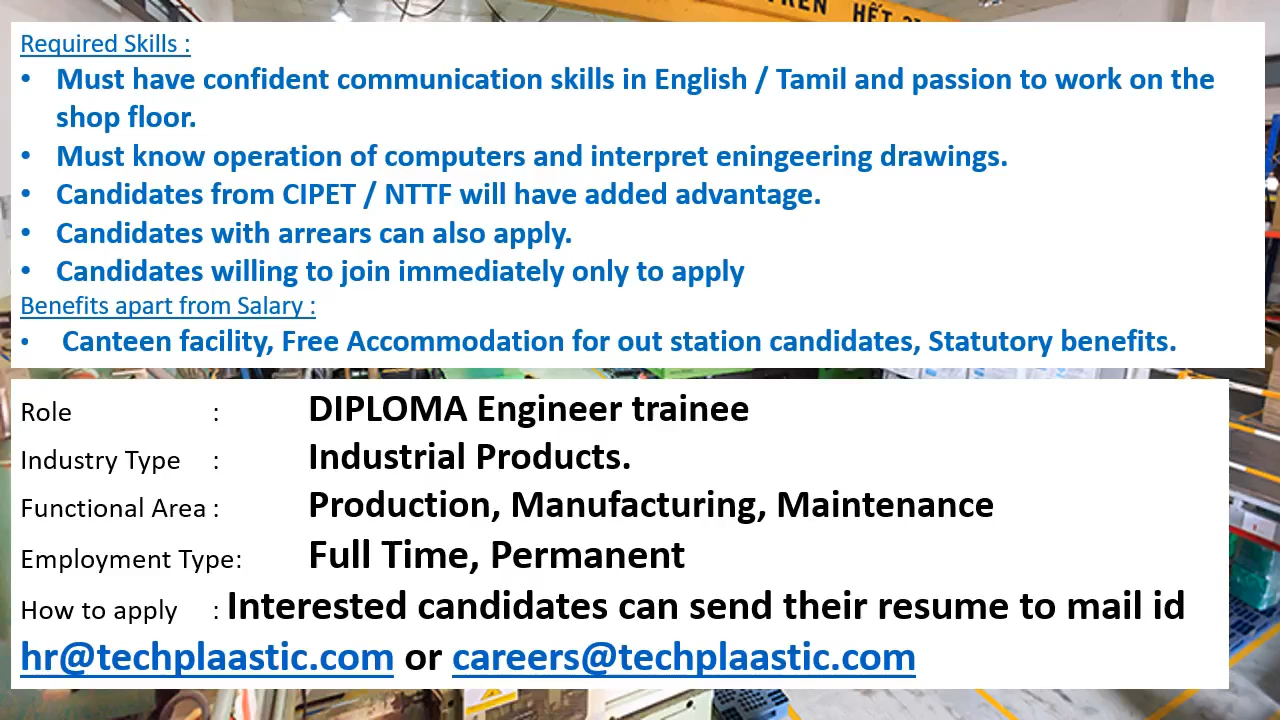 TREN HẾT
Required Skills :
• Must have confident communication skills in English / Tamil and passion to work on the
shop floor.
• Must know operation of computers and interpret eningeering drawings.
• Candidates from CIPET / NTTF will have added advantage.
• Candidates with arrears can also apply.
• Candidates willing to join immediately only to apply
Benefits apart from Salary :
• Canteen facility, Free Accommodation for out station candidates, Statutory benefits.
Role : DIPLOMA Engineer trainee
Industry Type : Industrial Products.
Functional Area : Production, Manufacturing, Maintenance
Employment Type: Full Time, Permanent
How to apply : Interested candidates can send their resume to mail id
hr@techplaastic.com or careers@techplaastic.com